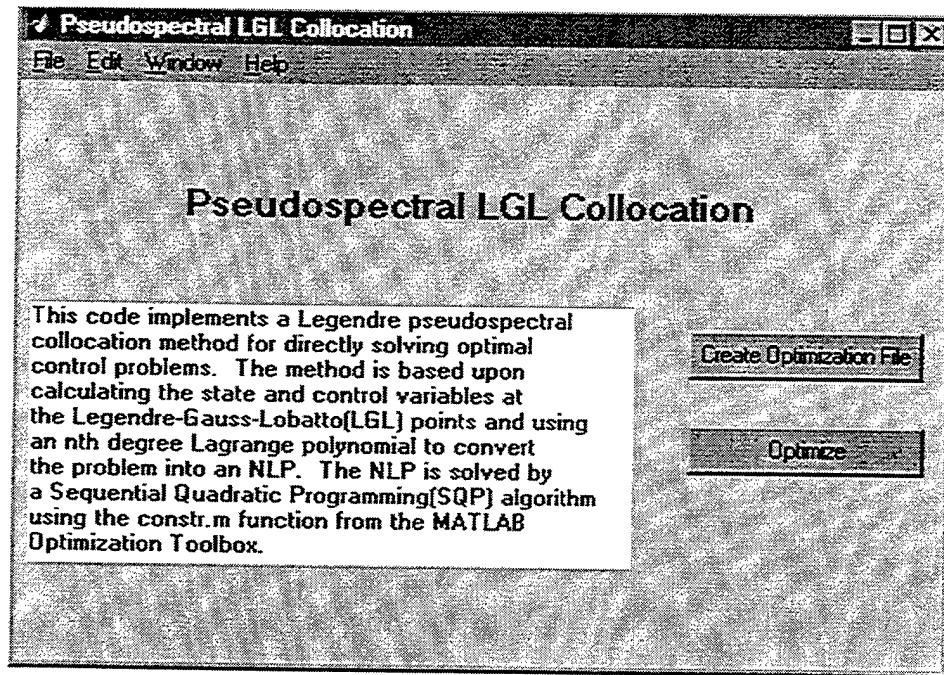 Pseudospectral LGL Collocation
File Edit Window Help
Pseudospectral LGL Collocation
This code implements a Legendre pseudospectral
collocation method for directly solving optimal
control problems. The method is based upon
calculating the state and control variables at
the Legendre-Gauss-Lobatto(LGL) points and using
an nth degree Lagrange polynomial to convert
the problem into an NLP. The NLP is solved by
a Sequential Quadratic Programming(SQP) algorithm
using the constr.m function from the MATLAB
Optimization Toolbox.
Create Optimization File
Optimize